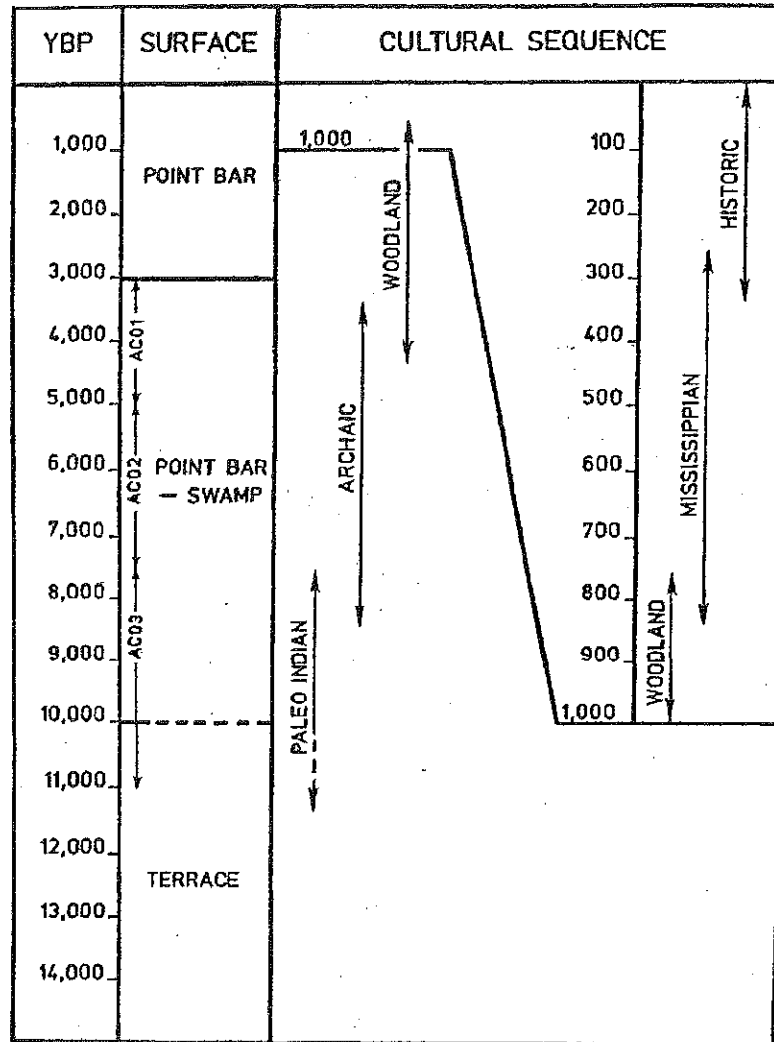 YBP
SURFACE
CULTURAL SEQUENCE
1,000
2,000
3,000
4,000
5,000
6,000
7,000
8,000
9,000
10,000
11,000
12,000
13,000
14,000
POINT BAR
AC01
AC02
AC03
POINT BAR
— SWAMP
TERRACE
1,000
WOODLAND
ARCHAIC
PALEO INDIAN
100
200
300
400
500
600
700
800
900
1,000
HISTORIC
MISSISSIPPIAN
WOODLAND